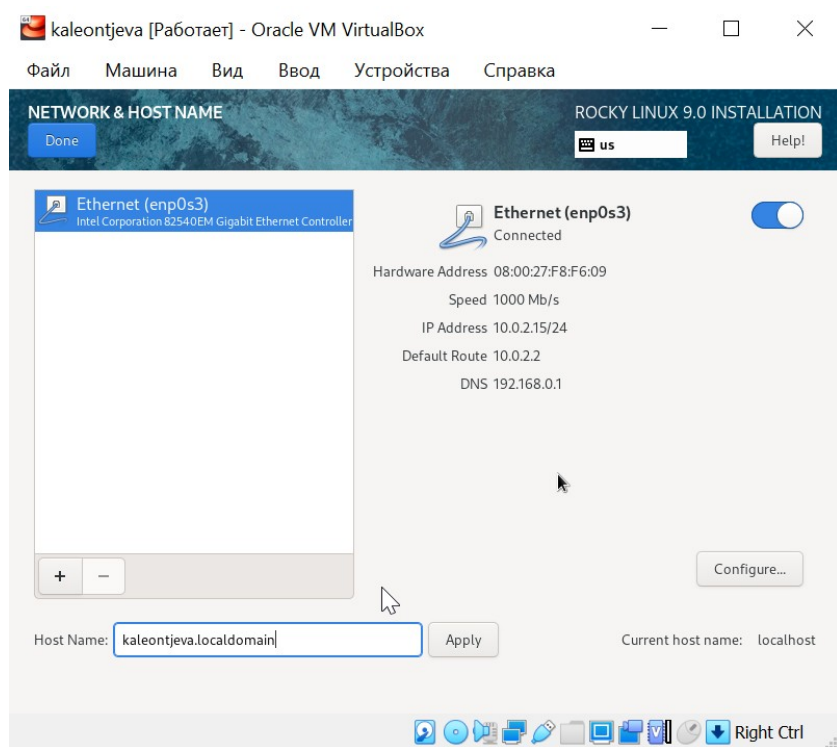 kaleontjeva [Работает] - Oracle VM VirtualBox
Файл Машина Вид Ввод Устройства Справка
NETWORK & HOST NAME
ROCKY LINUX 9.0 INSTALLATION
Done
us
Help!
Ethernet (enp0s3)
Intel Corporation 82540EM Gigabit Ethernet Controller
Ethernet (enp0s3)
Connected
Hardware Address 08:00:27:F8:F6:09
Speed 1000 Mb/s
IP Address 10.0.2.15/24
Default Route 10.0.2.2
DNS 192.168.0.1
+ −
Configure...
Host Name: kaleontjeva.localdomain Apply Current host name: localhost
Right Ctrl